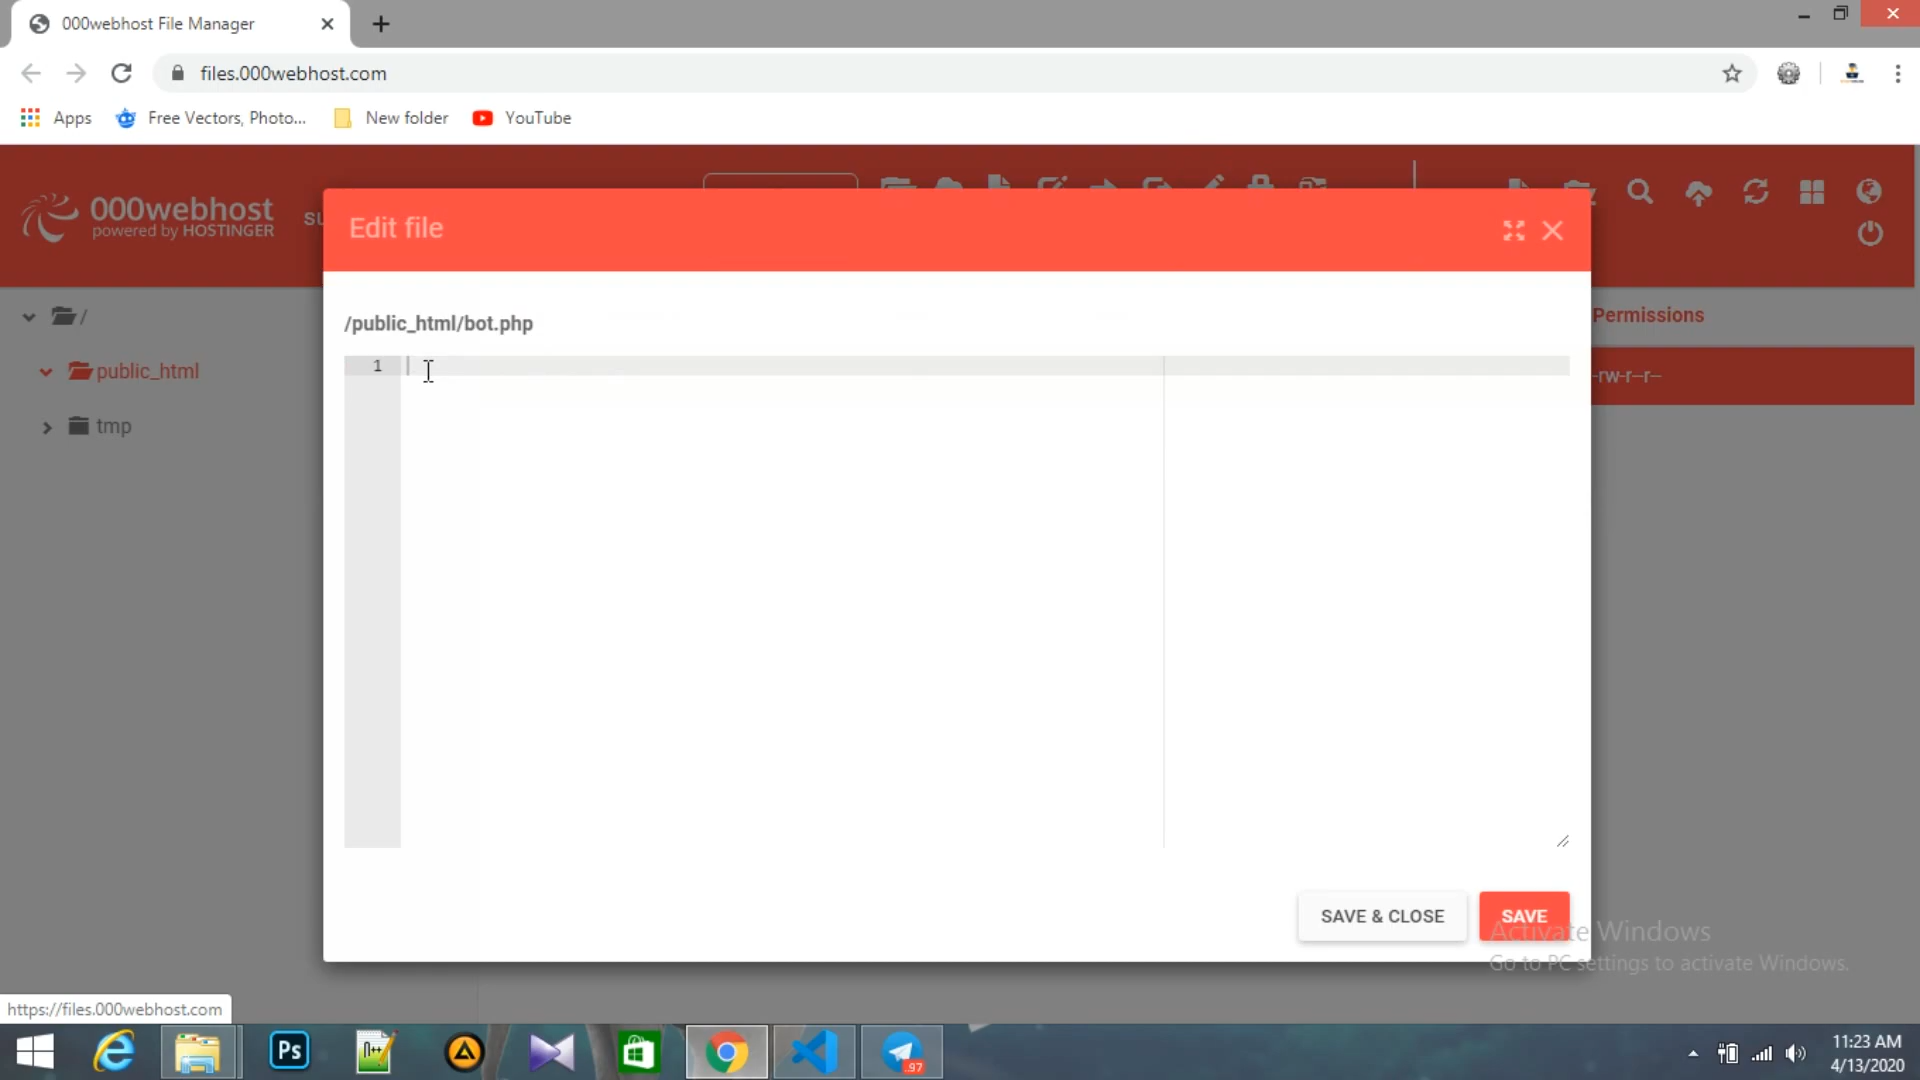 000webhost File Manager
files.000webhost.com
Apps
Free Vectors, Photo...
New folder
YouTube
000webhost
powered by HOSTINGER
Edit file
/
/public_html/bot.php
Permissions
public_html
1
-rw-r--r--
tmp
SAVE & CLOSE
SAVE
Activate Windows
Go to PC settings to activate Windows.
https://files.000webhost.com
Ps
97
11:23 AM
4/13/2020